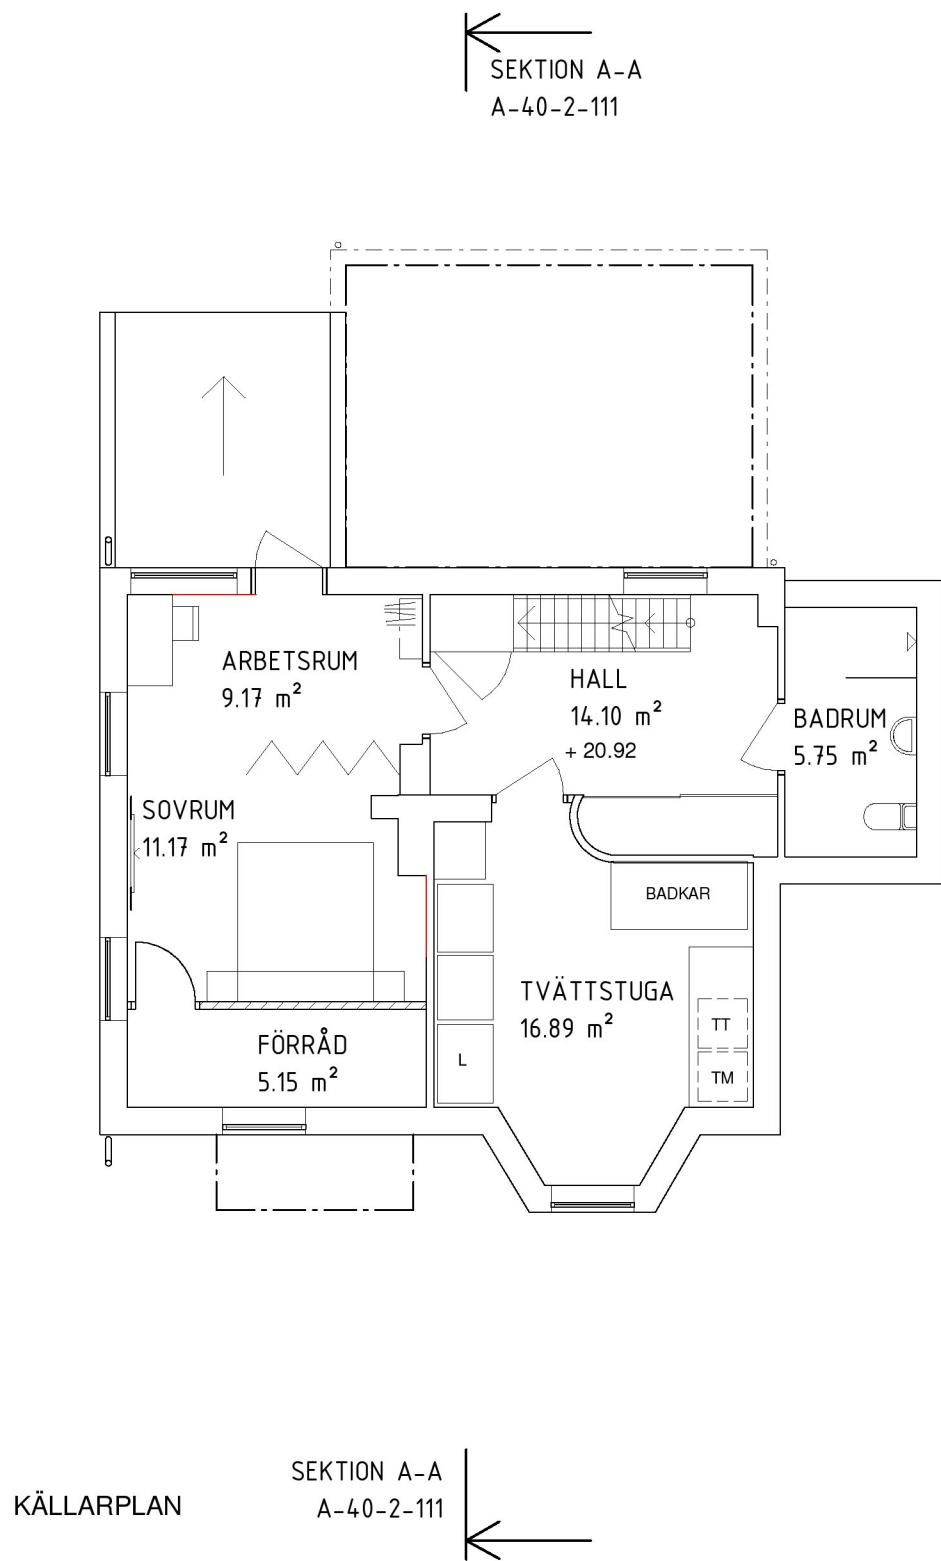 SEKTION A-A
A-40-2-111
ARBETSRUM
9.17 m²
HALL
14.10 m²
+ 20.92
BADRUM
5.75 m²
SOVRUM
11.17 m²
BADKAR
TVÄTTSTUGA
16.89 m²
TT
TM
L
FÖRRÅD
5.15 m²
SEKTION A-A
A-40-2-111
KÄLLARPLAN